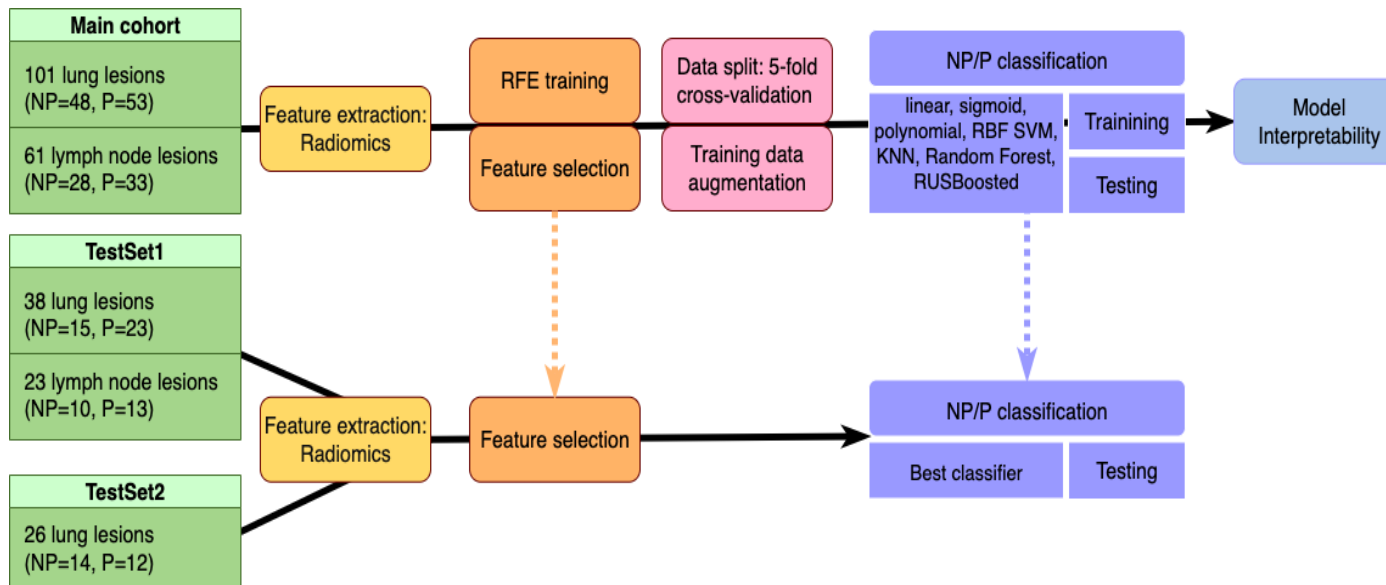 Main cohort
101 lung lesions
(NP=48, P=53)
61 lymph node lesions
(NP=28, P=33)
Feature extraction:
Radiomics
RFE training
Feature selection
Data split: 5-fold
cross-validation
Training data
augmentation
NP/P classification
linear, sigmoid,
polynomial, RBF SVM,
KNN, Random Forest,
RUSBoosted
Trainining
Testing
Model
Interpretability
TestSet1
38 lung lesions
(NP=15, P=23)
23 lymph node lesions
(NP=10, P=13)
TestSet2
26 lung lesions
(NP=14, P=12)
Feature extraction:
Radiomics
Feature selection
NP/P classification
Best classifier
Testing